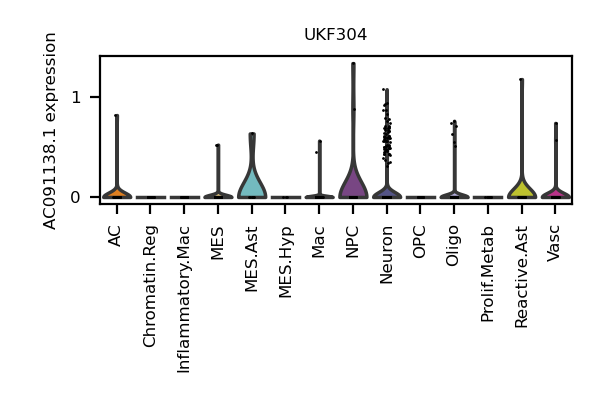 UKF304
AC091138.1 expression
1
0
AC
Chromatin.Reg
Inflammatory.Mac
MES
MES.Ast
MES.Hyp
Mac
NPC
Neuron
OPC
Oligo
Prolif.Metab
Reactive.Ast
Vasc